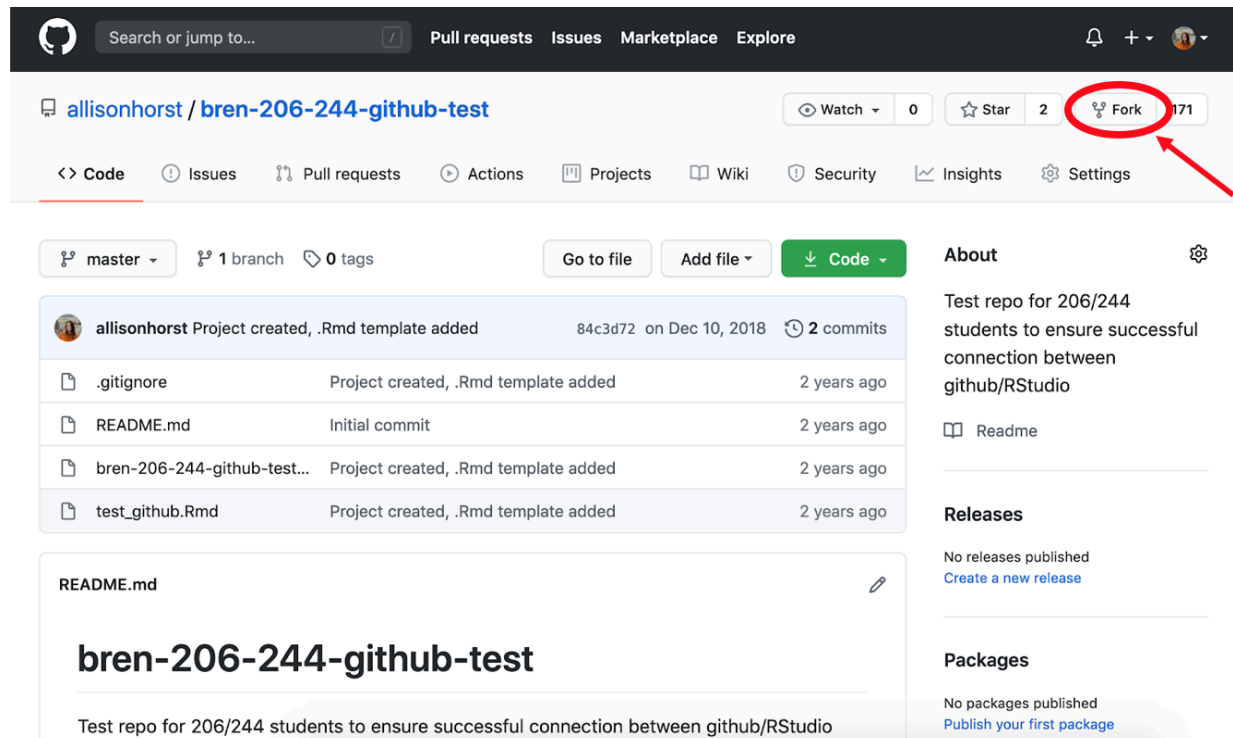 Search or jump to... /
Pull requests Issues Marketplace Explore
allisonhorst / bren-206-244-github-test
Watch 0 Star 2 Fork 171
Code Issues Pull requests Actions Projects Wiki Security Insights Settings
master 1 branch 0 tags Go to file Add file Code
allisonhorst Project created, .Rmd template added 84c3d72 on Dec 10, 2018 2 commits
.gitignore Project created, .Rmd template added 2 years ago
README.md Initial commit 2 years ago
bren-206-244-github-test... Project created, .Rmd template added 2 years ago
test_github.Rmd Project created, .Rmd template added 2 years ago
README.md
bren-206-244-github-test
Test repo for 206/244 students to ensure successful connection between github/RStudio
About
Test repo for 206/244
students to ensure successful
connection between
github/RStudio
Readme
Releases
No releases published
Create a new release
Packages
No packages published
Publish your first package